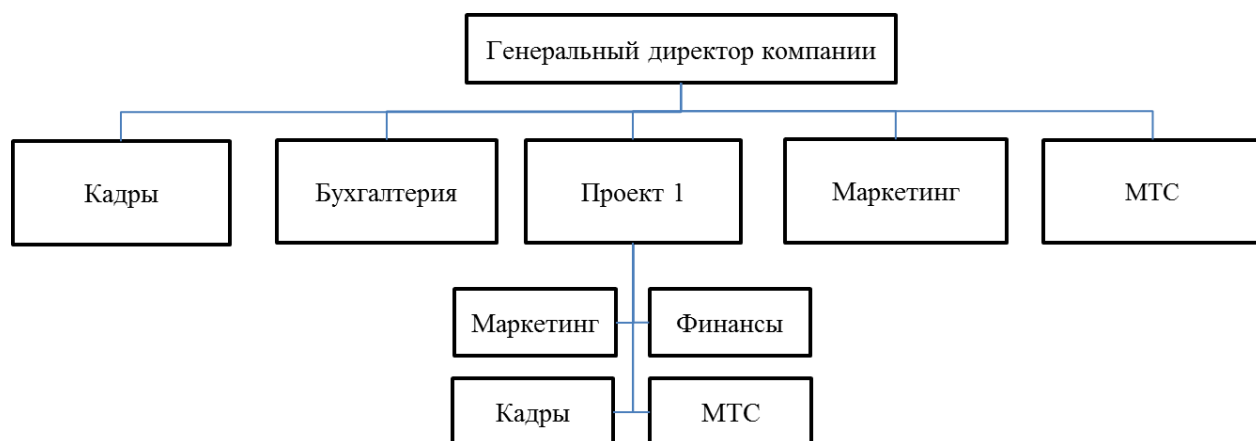 Генеральный директор компании
Кадры
Бухгалтерия
Проект 1
Маркетинг
МТС
Маркетинг
Финансы
Кадры
МТС